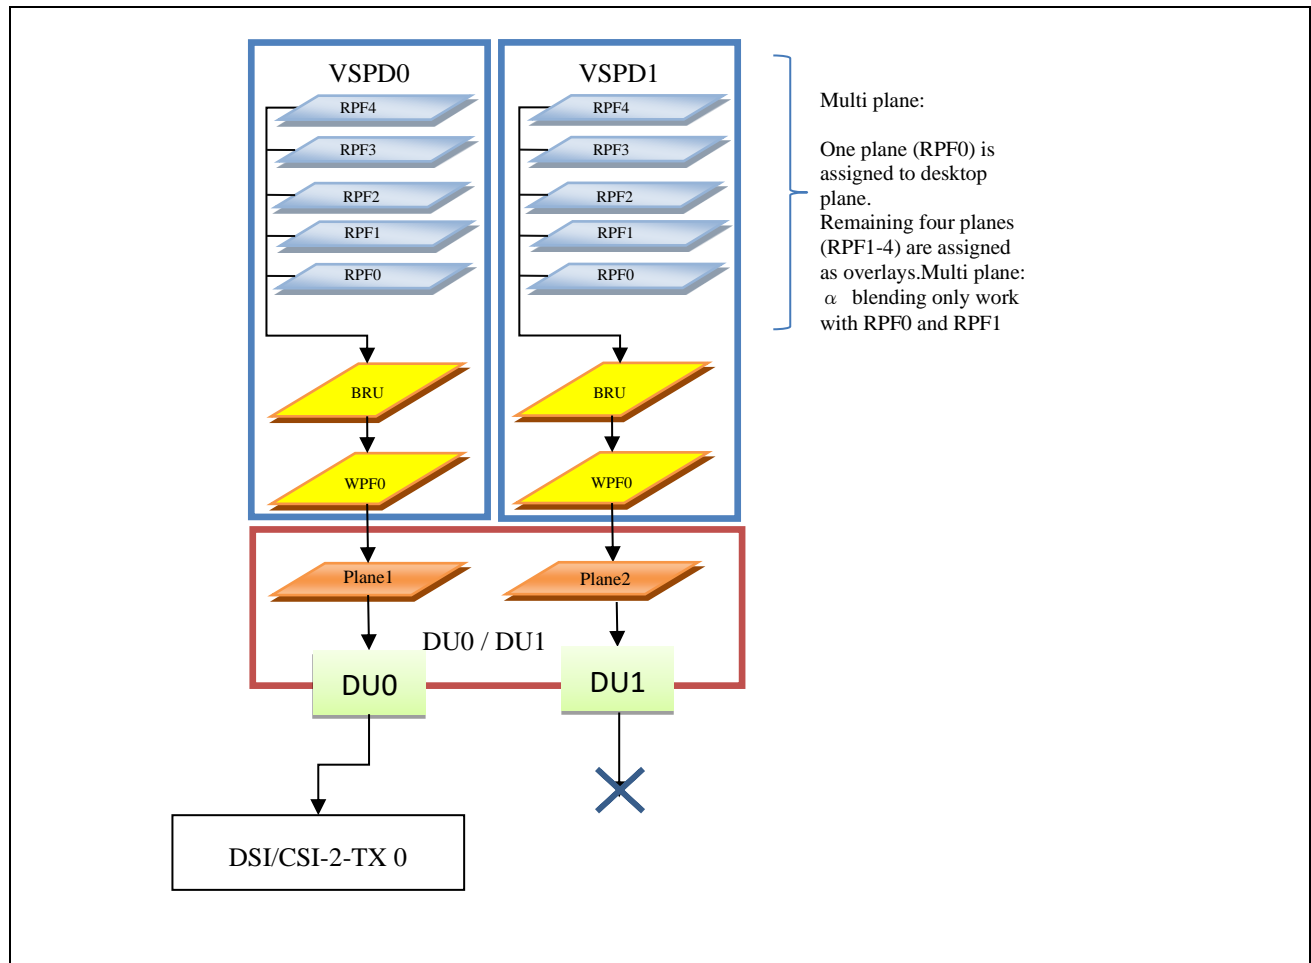 VSPD0
RPF4
RPF3
RPF2
RPF1
RPF0
BRU
WPF0
VSPD1
RPF4
RPF3
RPF2
RPF1
RPF0
BRU
WPF0
Multi plane:
One plane (RPF0) is
assigned to desktop
plane.
Remaining four planes
(RPF1-4) are assigned
as overlays.Multi plane:
α blending only work
with RPF0 and RPF1
Plane1
Plane2
DU0 / DU1
DU0
DU1
DSI/CSI-2-TX 0